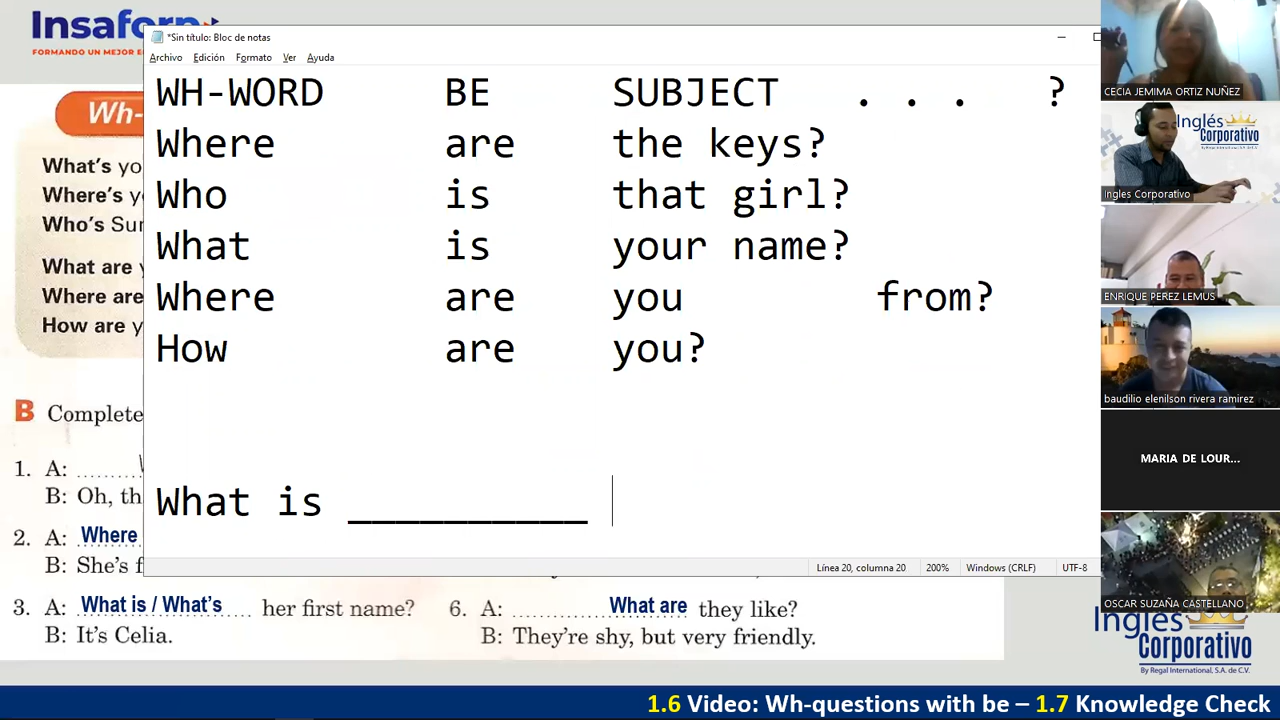 Insaforp
FORMANDO UN MEJOR E
*Sin título: Bloc de notas
Archivo Edición Formato Ver Ayuda
WH-WORD BE SUBJECT . . . ?
Where are the keys?
Who is that girl?
What is your name?
Where are you from?
How are you?
What is __________
Línea 20, columna 20 200% Windows (CRLF) UTF-8
Wh-
What's yo
Where's y
Who's Sur
What are y
Where are
How are y
B Complete
1. A:
B: Oh, th
2. A: Where
B: She's f
3. A: What is / What's her first name?
B: It's Celia.
6. A: What are they like?
B: They're shy, but very friendly.
CECIA JEMIMA ORTIZ NUÑEZ
Inglés Corporativo
By Regal International, S.A. de C.V.
Ingles Corporativo
ENRIQUE PEREZ LEMUS
baudilio elenilson rivera ramirez
MARIA DE LOUR...
OSCAR SUZAÑA CASTELLANO
Inglés
Corporativo
By Regal International, S.A. de C.V.
1.6 Video: Wh-questions with be – 1.7 Knowledge Check